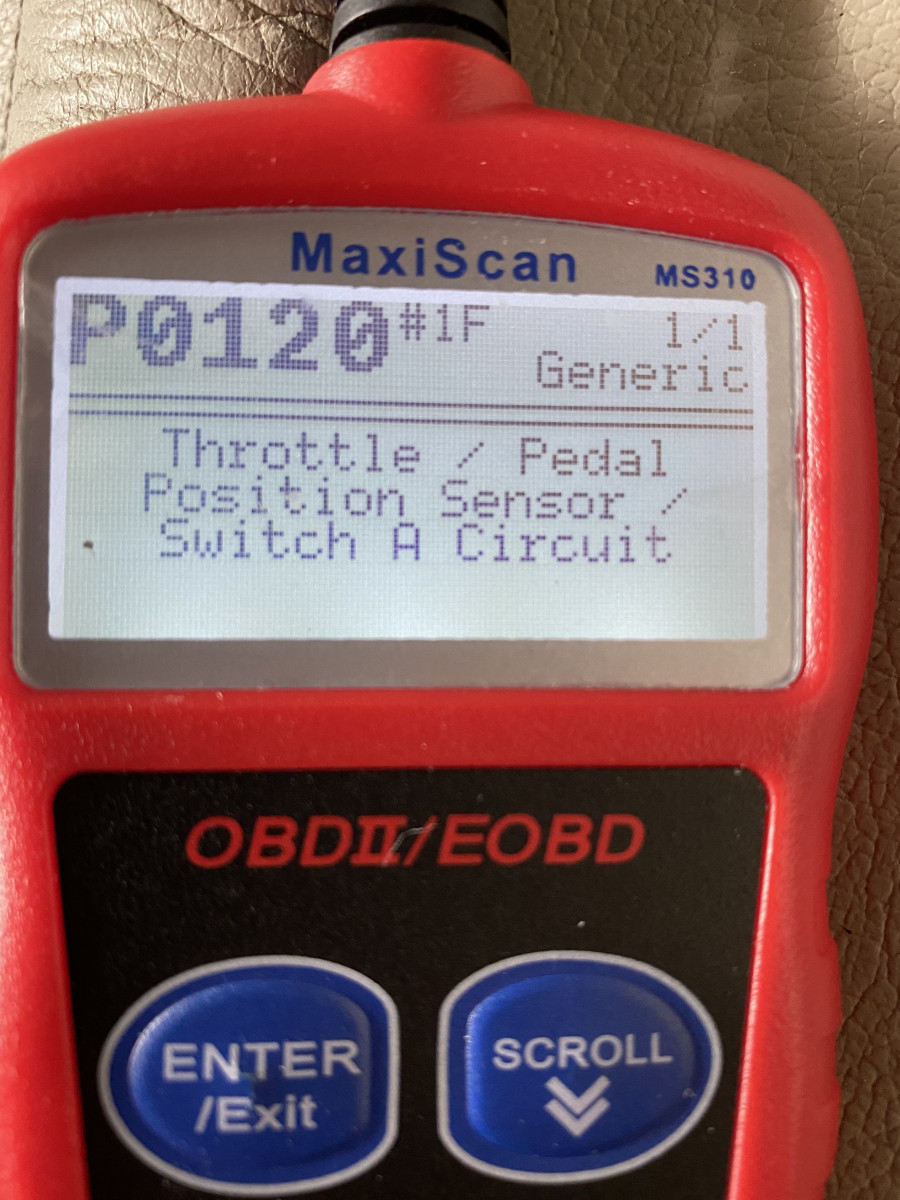 MaxiScan MS310
P0120 #1F 1/1
Generic
Throttle / Pedal
Position Sensor /
Switch A Circuit
OBDII/EOBD
ENTER
/Exit
SCROLL